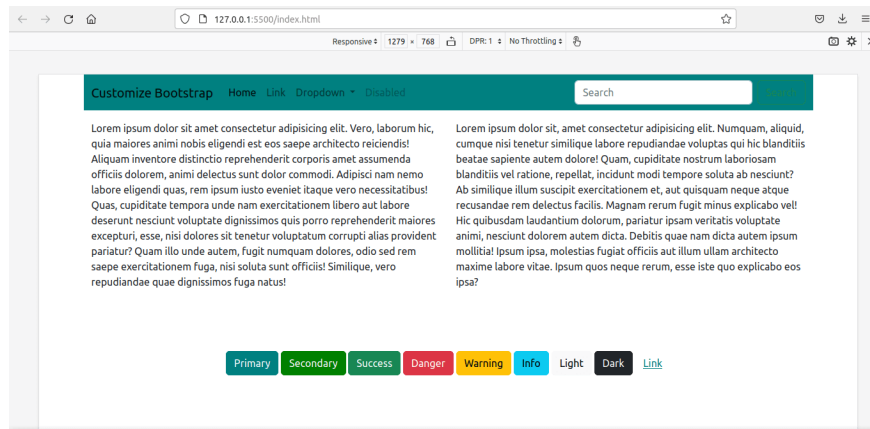 127.0.0.1:5500/index.html
Responsive 1279 × 768 DPR: 1 No Throttling
Customize Bootstrap Home Link Dropdown Disabled Search Search
Lorem ipsum dolor sit amet consectetur adipisicing elit. Vero, laborum hic,
quia maiores animi nobis eligendi est eos saepe architecto reiciendis!
Aliquam inventore distinctio reprehenderit corporis amet assumenda
officiis dolorem, animi delectus sunt dolor commodi. Adipisci nam nemo
labore eligendi quas, rem ipsum iusto eveniet itaque vero necessitatibus!
Quas, cupiditate tempora unde nam exercitationem libero aut labore
deserunt nesciunt voluptate dignissimos quis porro reprehenderit maiores
excepturi, esse, nisi dolores sit tenetur voluptatum corrupti alias provident
pariatur? Quam illo unde autem, fugit numquam dolores, odio sed rem
saepe exercitationem fuga, nisi soluta sunt officiis! Similique, vero
repudiandae quae dignissimos fuga natus!
Lorem ipsum dolor sit, amet consectetur adipisicing elit. Numquam, aliquid,
cumque nisi tenetur similique labore repudiandae voluptas qui hic blanditiis
beatae sapiente autem dolore! Quam, cupiditate nostrum laboriosam
blanditiis vel ratione, repellat, incidunt modi tempore soluta ab nesciunt?
Ab similique illum suscipit exercitationem et, aut quisquam neque atque
recusandae rem delectus facilis. Magnam rerum fugit minus explicabo vel!
Hic quibusdam laudantium dolorum, pariatur ipsam veritatis voluptate
animi, nesciunt dolorem autem dicta. Debitis quae nam dicta autem ipsum
mollitia! Ipsum ipsa, molestias fugiat officiis aut illum ullam architecto
maxime labore vitae. Ipsum quos neque rerum, esse iste quo explicabo eos
ipsa?
Primary Secondary Success Danger Warning Info Light Dark Link